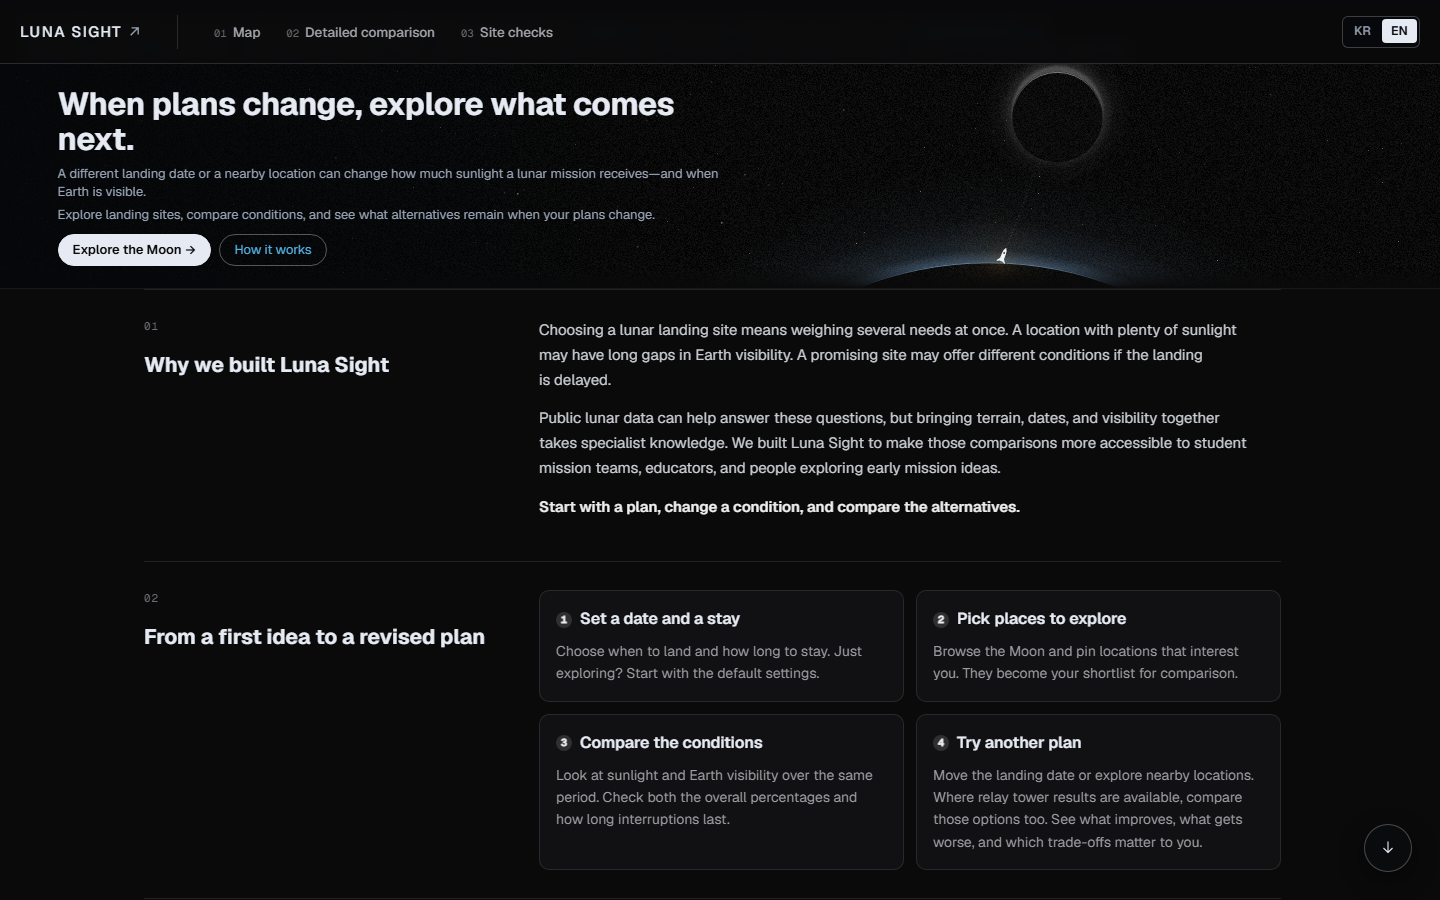 LUNA SIGHT ↗
01 Map
02 Detailed comparison
03 Site checks
KR EN
When plans change, explore what comes
next.
A different landing date or a nearby location can change how much sunlight a lunar mission receives—and when
Earth is visible.
Explore landing sites, compare conditions, and see what alternatives remain when your plans change.
Explore the Moon →
How it works
01
Why we built Luna Sight
Choosing a lunar landing site means weighing several needs at once. A location with plenty of sunlight
may have long gaps in Earth visibility. A promising site may offer different conditions if the landing
is delayed.
Public lunar data can help answer these questions, but bringing terrain, dates, and visibility together
takes specialist knowledge. We built Luna Sight to make those comparisons more accessible to student
mission teams, educators, and people exploring early mission ideas.
Start with a plan, change a condition, and compare the alternatives.
02
From a first idea to a revised plan
1 Set a date and a stay
Choose when to land and how long to stay. Just
exploring? Start with the default settings.
2 Pick places to explore
Browse the Moon and pin locations that interest
you. They become your shortlist for comparison.
3 Compare the conditions
Look at sunlight and Earth visibility over the same
period. Check both the overall percentages and
how long interruptions last.
4 Try another plan
Move the landing date or explore nearby locations.
Where relay tower results are available, compare
those options too. See what improves, what gets
worse, and which trade-offs matter to you.
↓